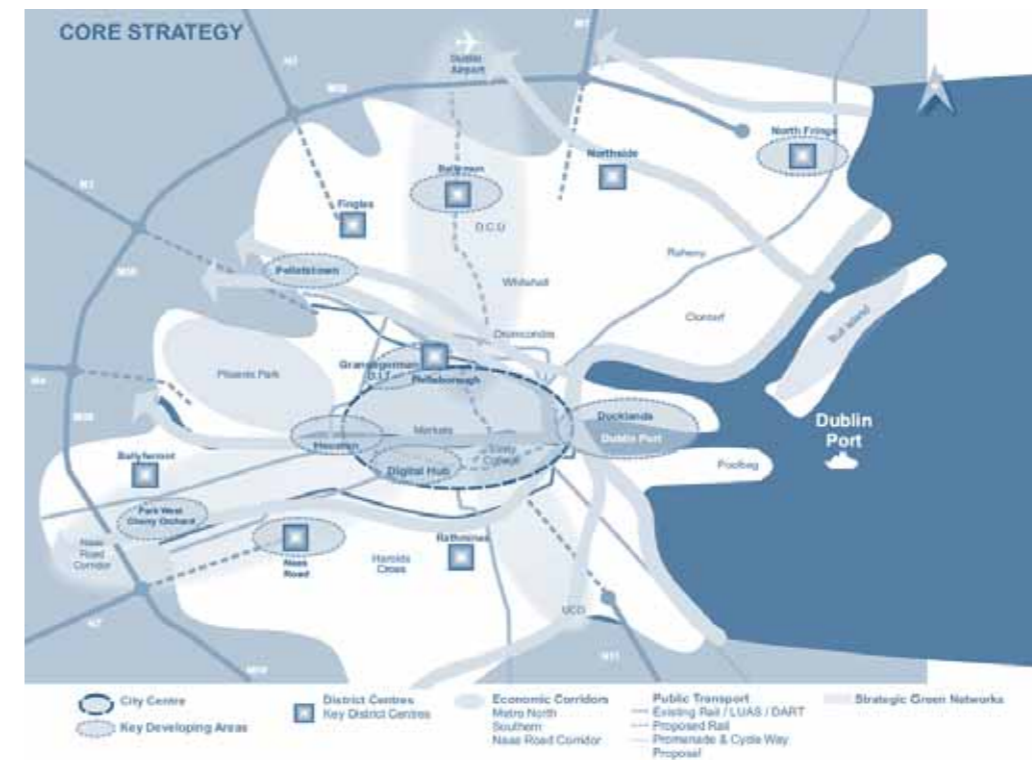 CORE STRATEGY
Dublin
Airport
North Fringe
Northside
Ballymun
Finglas
D.C.U
Pelletstown
Raheny
Whitehall
Clontarf
Bull Island
Drumcondra
Grangegorman
D.I.T
Phibsborough
Phoenix Park
Docklands
Dublin Port
Dublin
Port
Markets
Heuston
Trinity
College
Digital Hub
Poolbeg
Ballyfermot
Park West
Cherry Orchard
Naas
Road
Corridor
Naas
Road
Rathmines
Harolds
Cross
UCD
City Centre
Key Developing Areas
District Centres
Key District Centres
Economic Corridors
Metro North
Southern
Naas Road Corridor
Public Transport
Existing Rail / LUAS / DART
Proposed Rail
Promenade & Cycle Way
Proposal
Strategic Green Networks